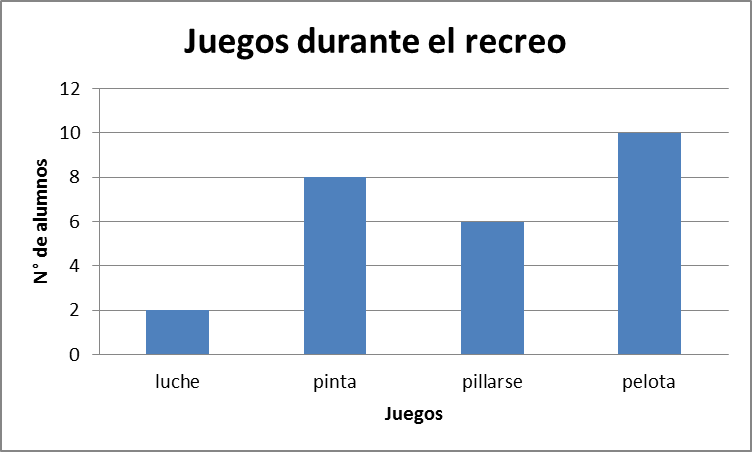 Juegos durante el recreo
N° de alumnos
12
10
8
6
4
2
0
luche pinta pillarse pelota
Juegos